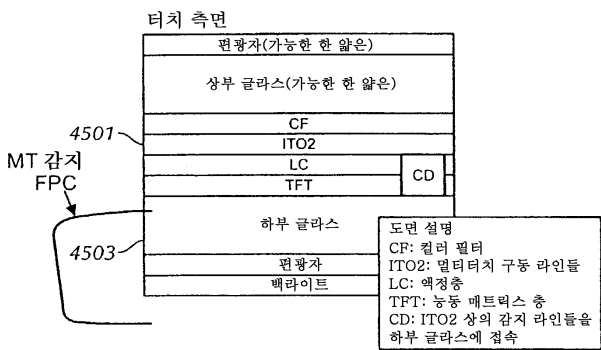 터치 측면
편광자(가능한 한 얇은)
상부 글라스(가능한 한 얇은)
CF
4501
ITO2
MT 감지
FPC
LC
CD
TFT
하부 글라스
4503
편광자
백라이트
도면 설명
CF: 컬러 필터
ITO2: 멀티터치 구동 라인들
LC: 액정층
TFT: 능동 매트릭스 층
CD: ITO2 상의 감지 라인들을
하부 글라스에 접속